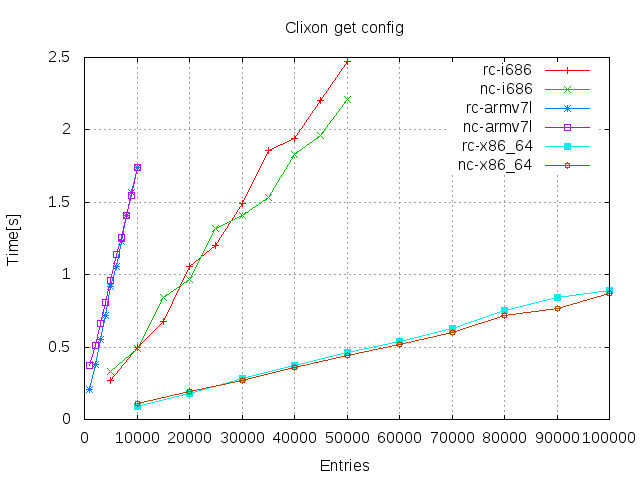 Clixon get config
2.5
2
1.5
1
0.5
0
Time[s]
rc-i686
nc-i686
rc-armv7l
nc-armv7l
rc-x86_64
nc-x86_64
0 10000 20000 30000 40000 50000 60000 70000 80000 90000 100000
Entries